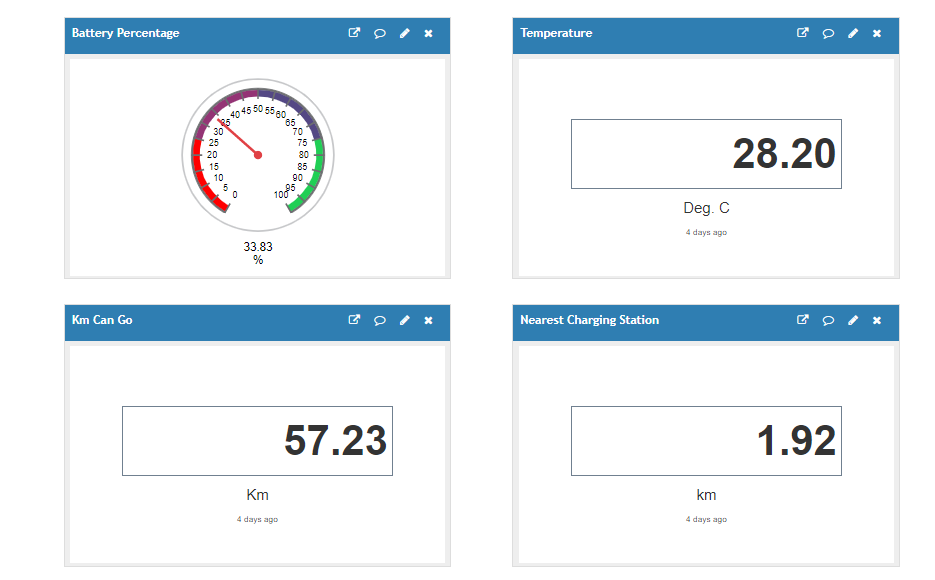 Battery Percentage
0
5
10
15
20
25
30
35
40
45
50
55
60
65
70
75
80
85
90
95
100
33.83
%
Temperature
28.20
Deg. C
4 days ago
Km Can Go
57.23
Km
4 days ago
Nearest Charging Station
1.92
km
4 days ago